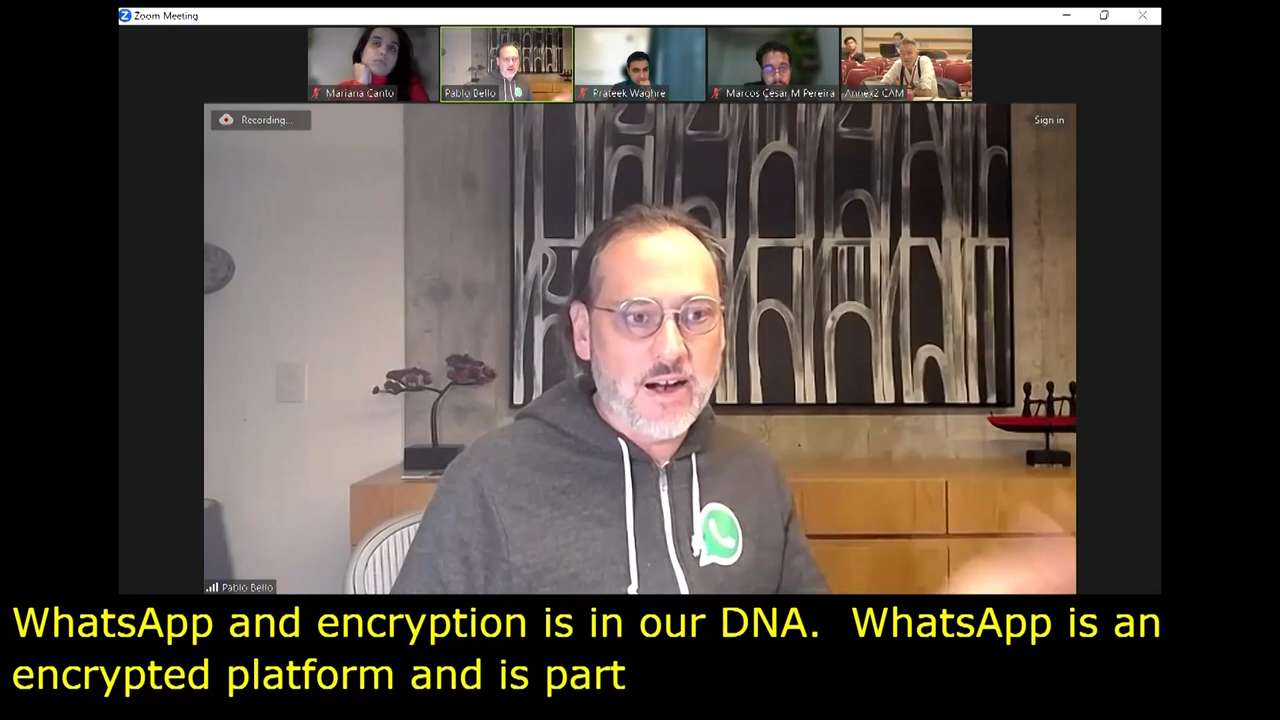 Zoom Meeting
Mariana Canto
Pablo Bello
Prateek Waghre
Marcos César M Pereira
Annex2 CAM
Recording...
Sign in
Pablo Bello
WhatsApp and encryption is in our DNA.  WhatsApp is an
encrypted platform and is part